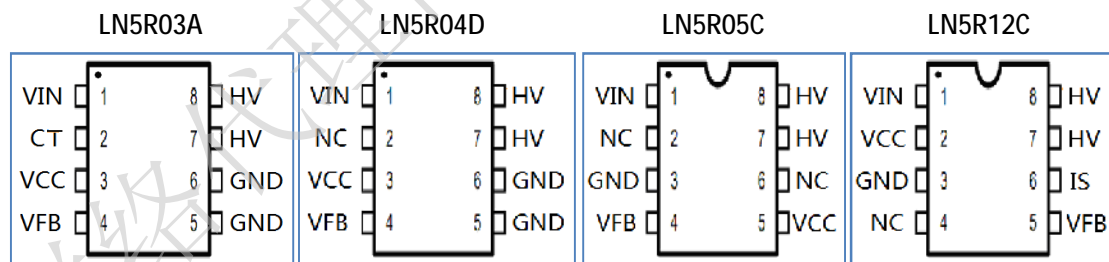 LN5R03A LN5R04D LN5R05C LN5R12C
VIN 1 8 HV VIN 1 8 HV VIN 1 8 HV VIN 1 8 HV
CT 2 7 HV NC 2 7 HV NC 2 7 HV VCC 2 7 HV
VCC 3 6 GND VCC 3 6 GND GND 3 6 NC GND 3 6 IS
VFB 4 5 GND VFB 4 5 GND VFB 4 5 VCC NC 4 5 VFB
络代理